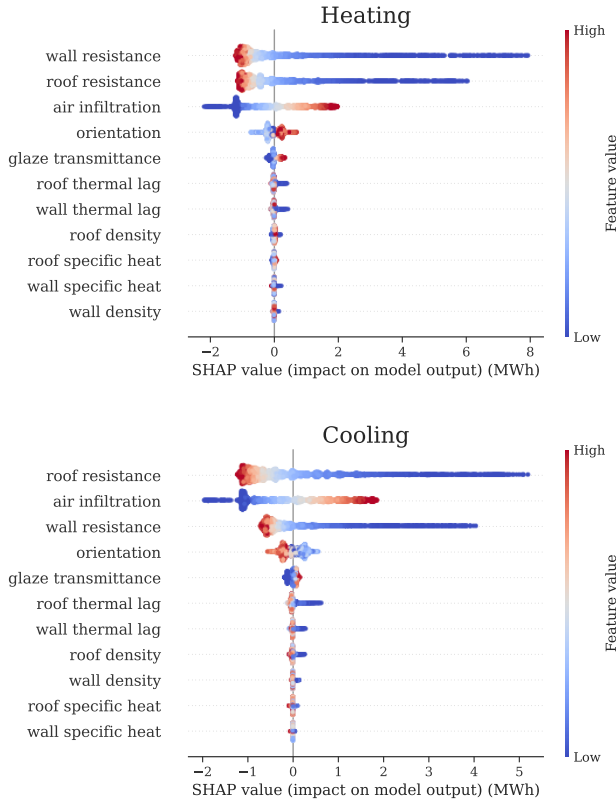 Heating
High
wall resistance
roof resistance
air infiltration
orientation
glaze transmittance
roof thermal lag
wall thermal lag
roof density
roof specific heat
wall specific heat
wall density
Feature value
Low
−2 0 2 4 6 8
SHAP value (impact on model output) (MWh)
Cooling
High
roof resistance
air infiltration
wall resistance
orientation
glaze transmittance
roof thermal lag
wall thermal lag
roof density
wall density
roof specific heat
wall specific heat
Feature value
Low
−2 −1 0 1 2 3 4 5
SHAP value (impact on model output) (MWh)